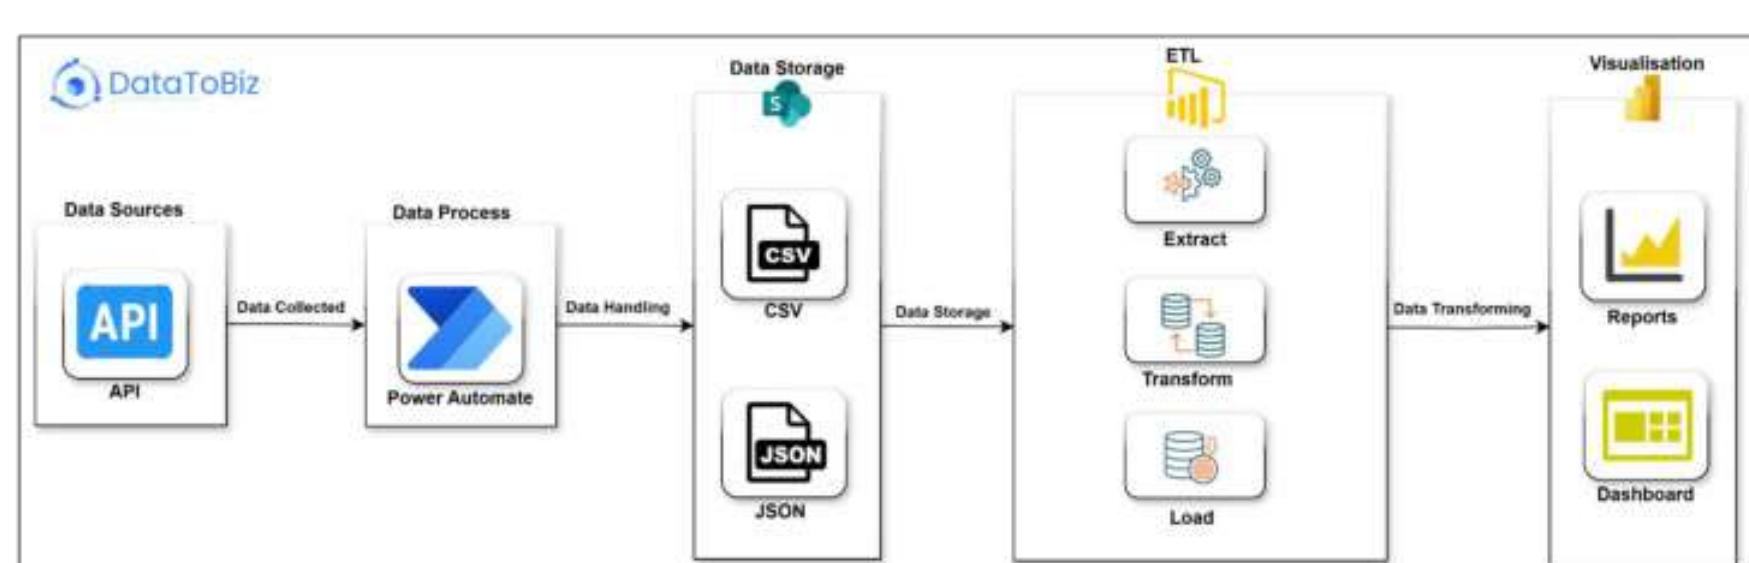 DataToBiz
Data Sources
API
API
Data Collected
Data Process
Power Automate
Data Handling
Data Storage
S
CSV
CSV
JSON
JSON
Data Storage
ETL
Extract
Transform
Load
Data Transforming
Visualisation
Reports
Dashboard